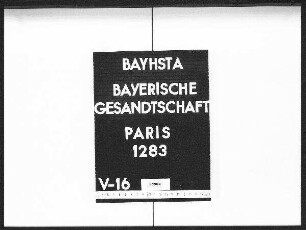 BAYHSTA
BAYERISCHE
GESANDTSCHAFT
PARIS
1283
V-16